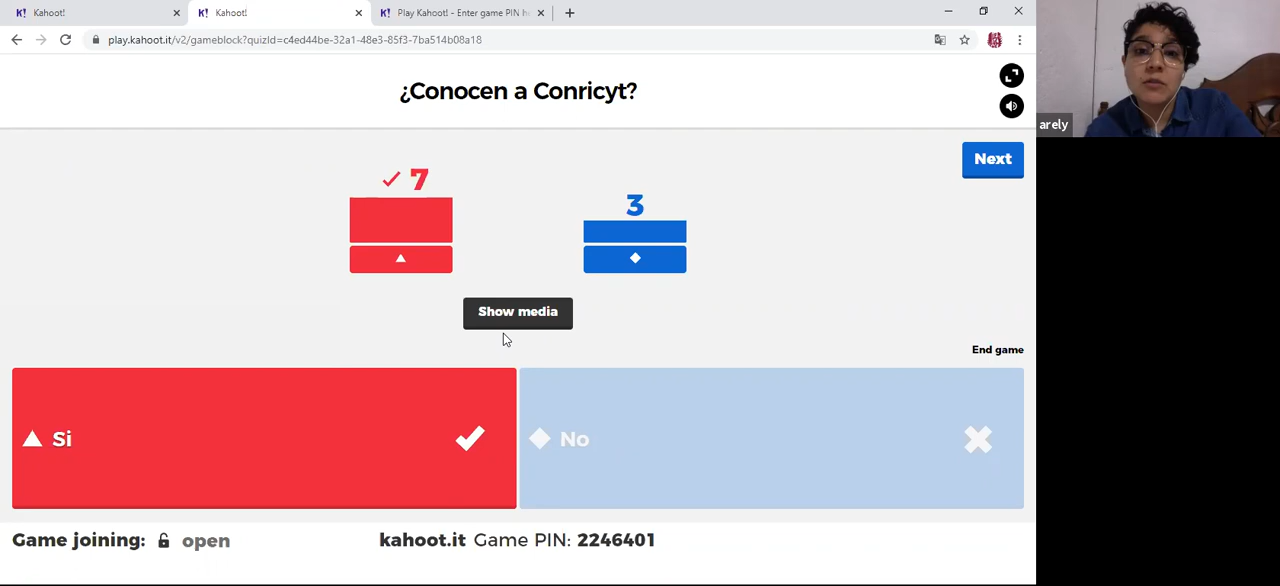 Kahoot!
Kahoot!
Play Kahoot! - Enter game PIN h
play.kahoot.it/v2/gameblock?quizId=c4ed44be-32a1-48e3-85f3-7ba514b08a18
¿Conocen a Conricyt?
arely
Next
7
3
Show media
End game
Si
No
Game joining: open
kahoot.it Game PIN: 2246401